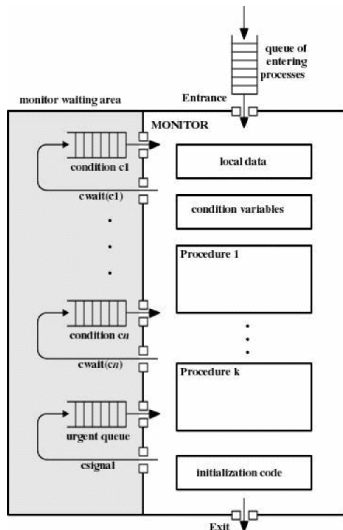 queue of
entering
processes
Entrance
monitor waiting area
MONITOR
condition c1
local data
cwait(c1)
condition variables
Procedure 1
condition cn
cwait(cn)
Procedure k
urgent queue
csignal
initialization code
Exit